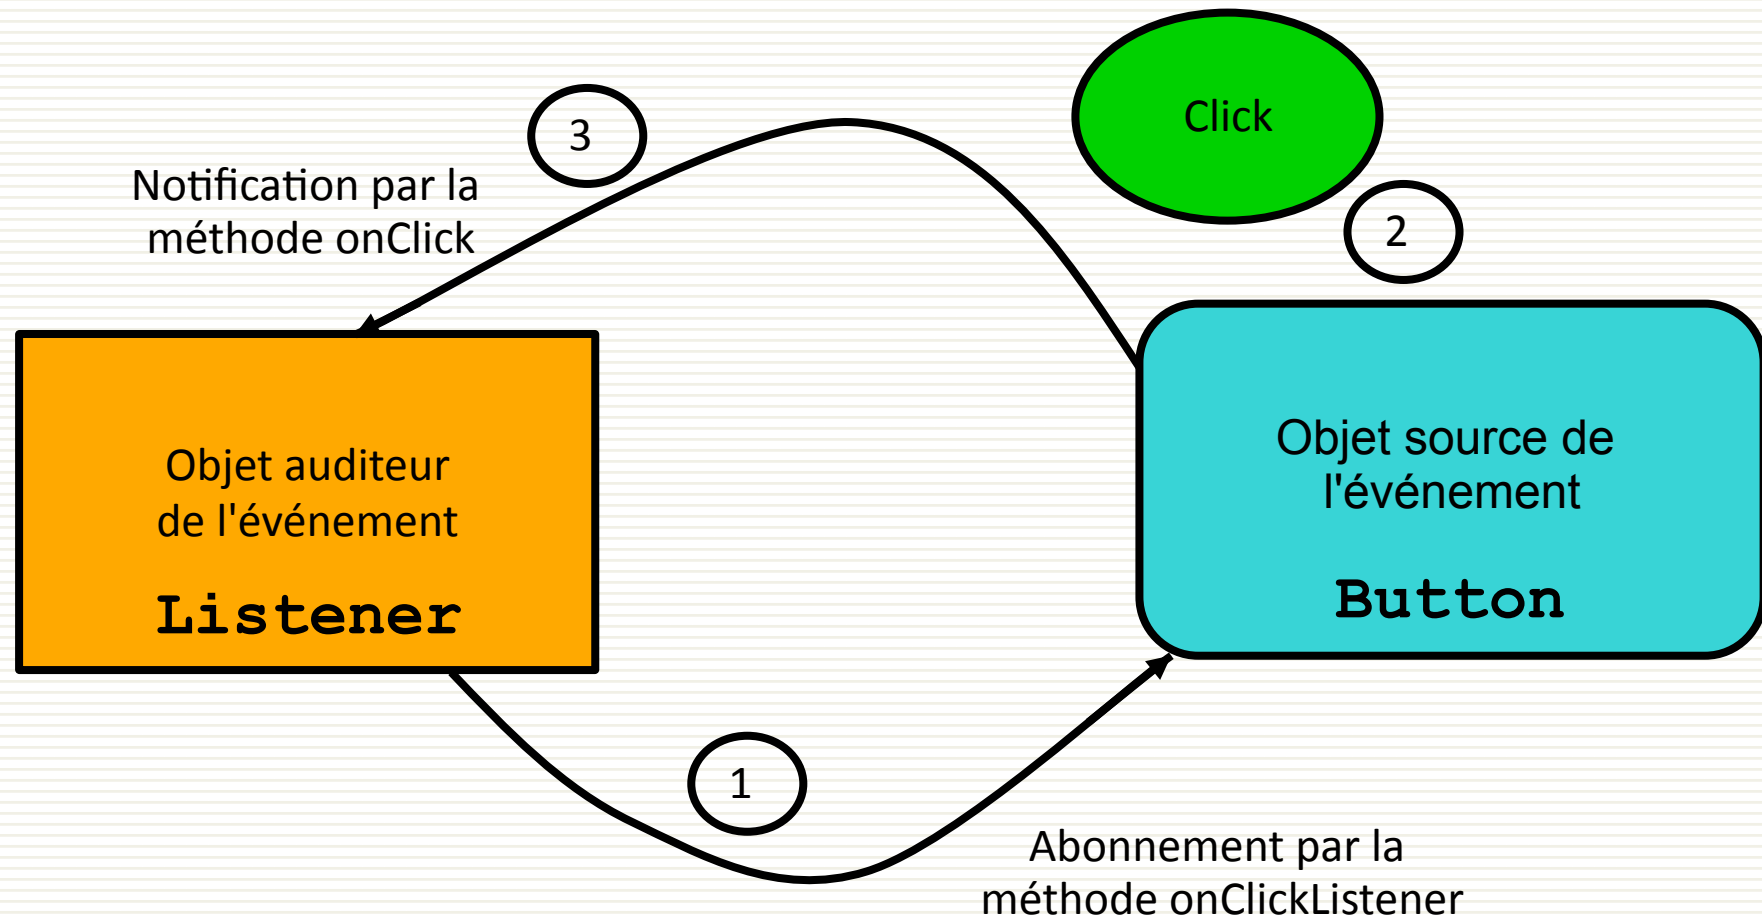 Click
3
Notification par la
méthode onClick
2
Objet auditeur
de l'événement
Listener
Objet source de
l'événement
Button
1
Abonnement par la
méthode onClickListener